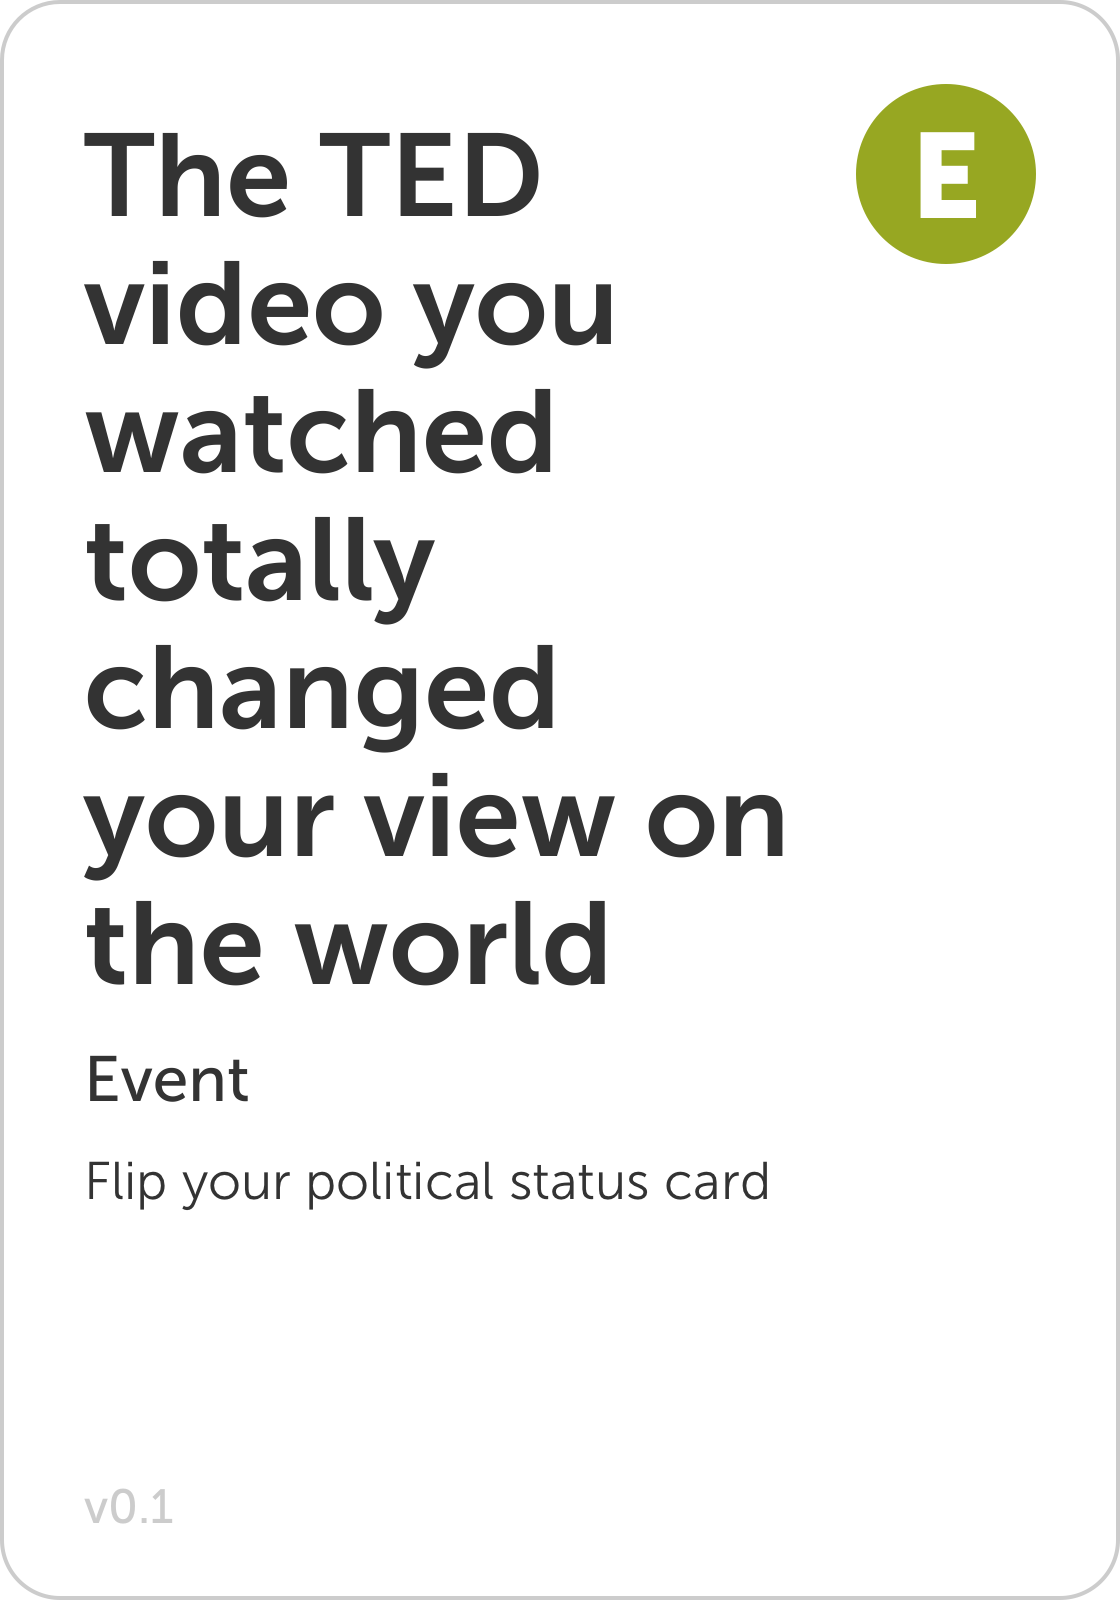 The TED
E
video you
watched
totally
changed
your view on
the world
Event
Flip your political status card
v0.1